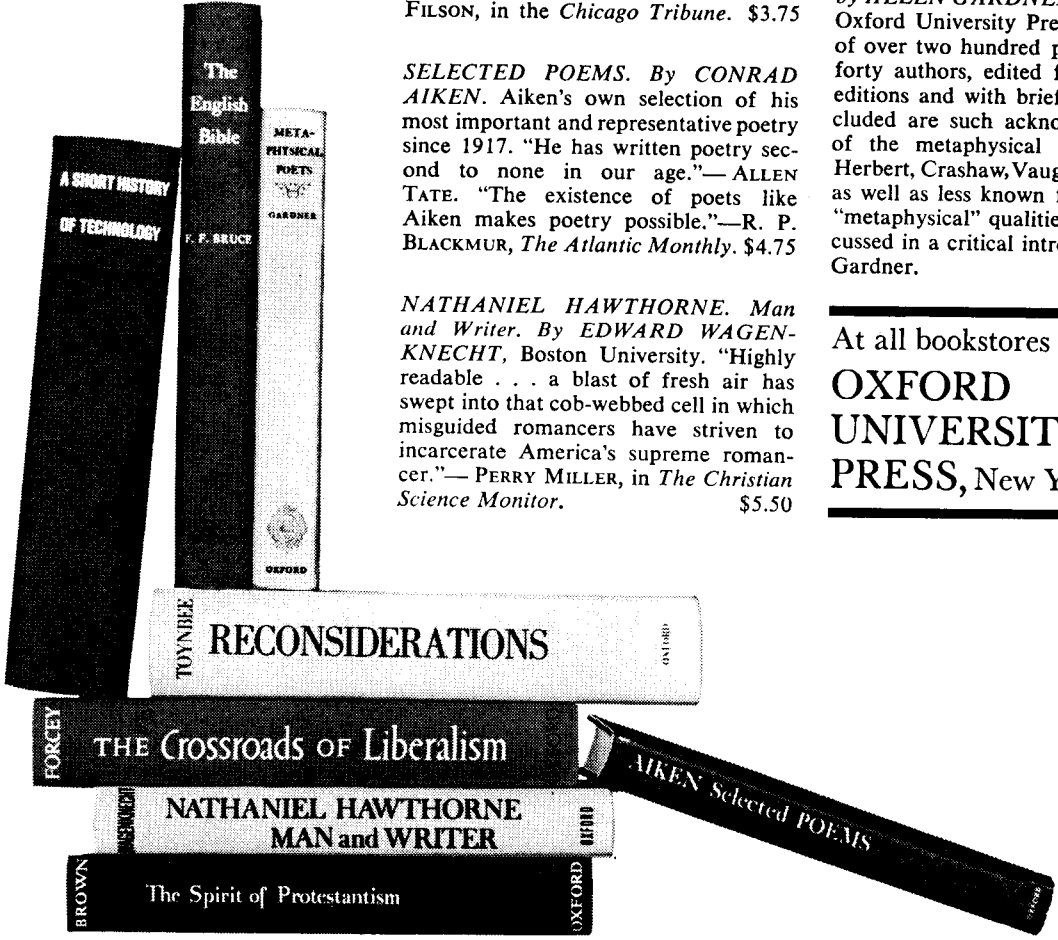 FILSON, in the Chicago Tribune. $3.75
SELECTED POEMS. By CONRAD
AIKEN. Aiken's own selection of his
most important and representative poetry
since 1917. "He has written poetry sec-
ond to none in our age."— ALLEN
TATE. "The existence of poets like
Aiken makes poetry possible."—R. P.
BLACKMUR, The Atlantic Monthly. $4.75
NATHANIEL HAWTHORNE. Man
and Writer. By EDWARD WAGEN-
KNECHT, Boston University. "Highly
readable . . . a blast of fresh air has
swept into that cob-webbed cell in which
misguided romancers have striven to
incarcerate America's supreme roman-
cer."— PERRY MILLER, in The Christian
Science Monitor. $5.50
by HELEN GARDNER
Oxford University Pre
of over two hundred p
forty authors, edited f
editions and with brief
cluded are such ackno
of the metaphysical
Herbert, Crashaw, Vaug
as well as less known f
"metaphysical" qualitie
cussed in a critical intr
Gardner.
At all bookstores
OXFORD
UNIVERSIT
PRESS, New Y
A SHORT HISTORY
OF TECHNOLOGY
The
English
Bible
F. F. BRUCE
META-
PHYSICAL
POETS
GARDNER
OXFORD
TOYNBEE
RECONSIDERATIONS
OXFORD
FORCEY
THE Crossroads OF Liberalism
WAGENKNECHT
NATHANIEL HAWTHORNE
MAN and WRITER
OXFORD
BROWN
The Spirit of Protestantism
OXFORD
AIKEN Selected POEMS
OXFORD